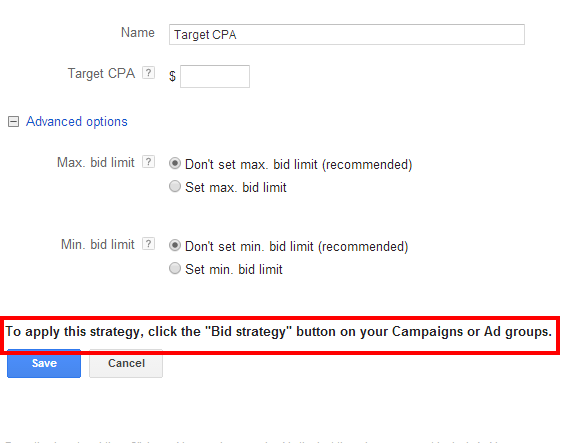 Name Target CPA
Target CPA ? $
Advanced options
Max. bid limit ? Don't set max. bid limit (recommended)
Set max. bid limit
Min. bid limit ? Don't set min. bid limit (recommended)
Set min. bid limit
To apply this strategy, click the "Bid strategy" button on your Campaigns or Ad groups.
Save Cancel